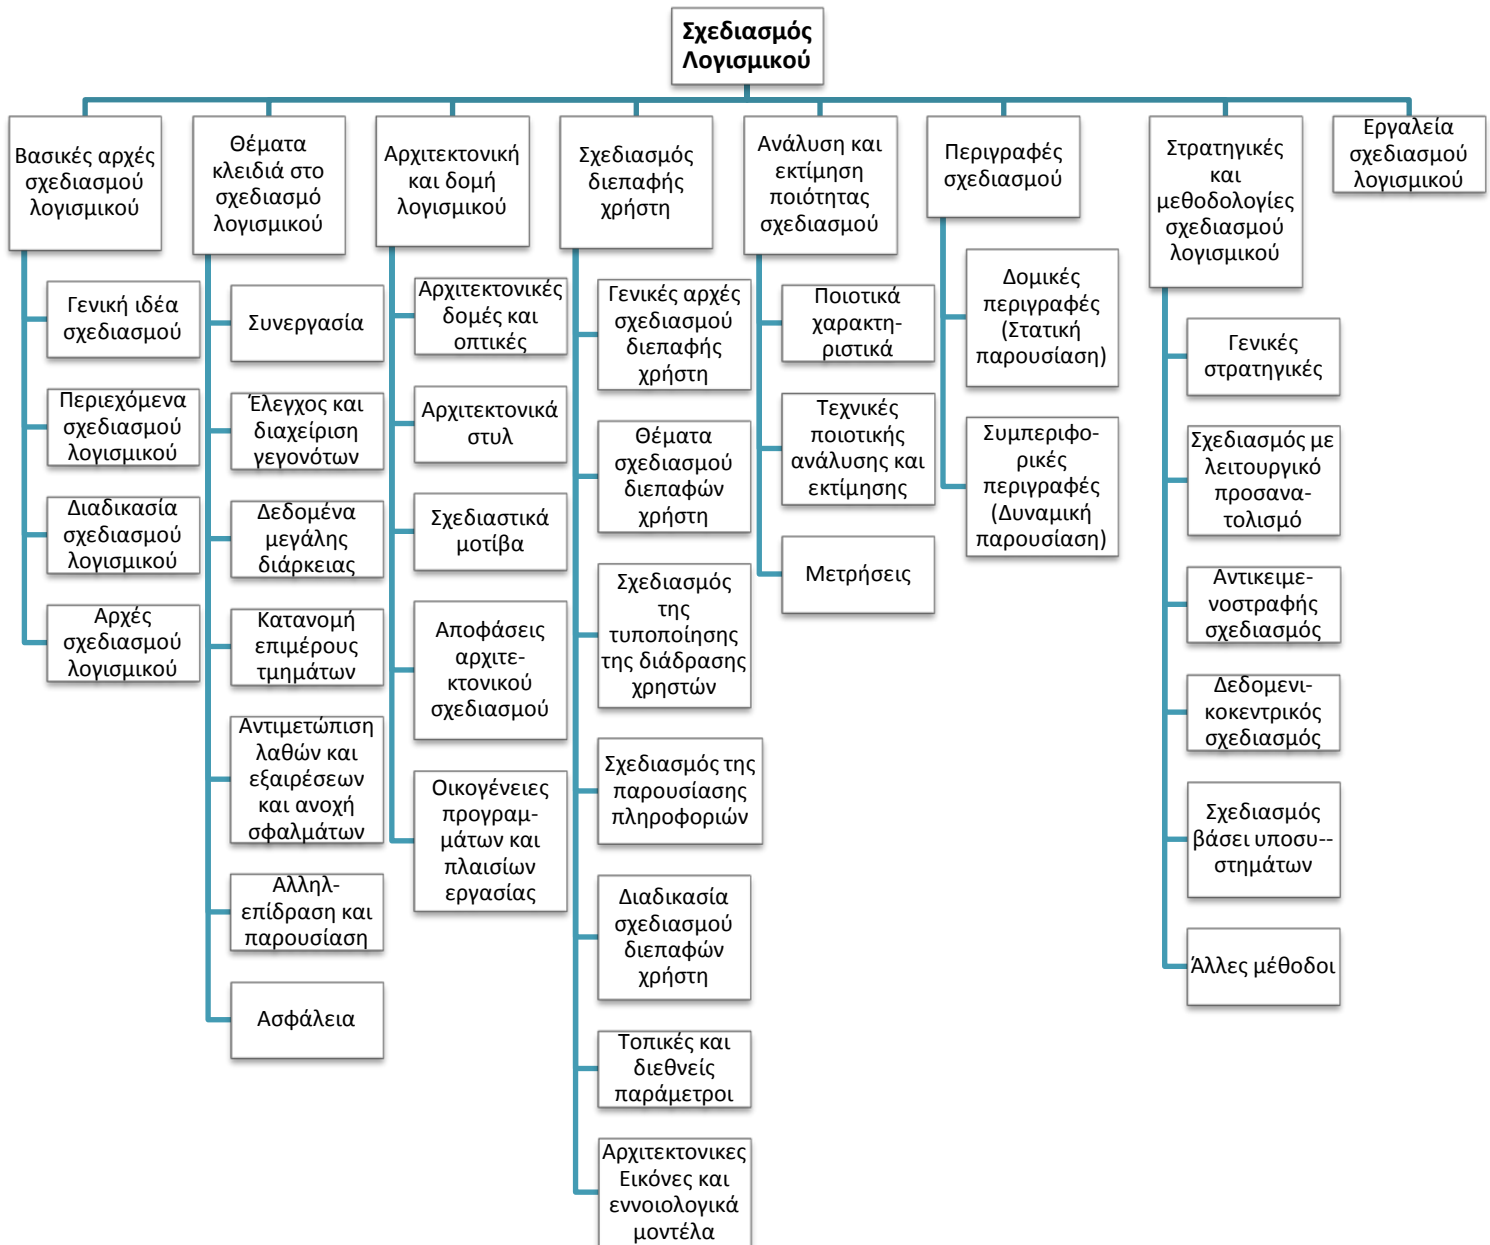 Σχεδιασμός
Λογισμικού
Βασικές αρχές
σχεδιασμού
λογισμικού
Γενική ιδέα
σχεδιασμού
Περιεχόμενα
σχεδιασμού
λογισμικού
Διαδικασία
σχεδιασμού
λογισμικού
Αρχές
σχεδιασμού
λογισμικού
Θέματα
κλειδιά στο
σχεδιασμό
λογισμικού
Συνεργασία
Έλεγχος και
διαχείριση
γεγονότων
Δεδομένα
μεγάλης
διάρκειας
Κατανομή
επιμέρους
τμημάτων
Αντιμετώπιση
λαθών και
εξαιρέσεων
και ανοχή
σφαλμάτων
Αλληλ-
επίδραση και
παρουσίαση
Ασφάλεια
Αρχιτεκτονική
και δομή
λογισμικού
Αρχιτεκτονικές
δομές και
οπτικές
Αρχιτεκτονικά
στυλ
Σχεδιαστικά
μοτίβα
Αποφάσεις
αρχιτε-
κτονικού
σχεδιασμού
Οικογένειες
προγραμ-
μάτων και
πλαισίων
εργασίας
Σχεδιασμός
διεπαφής
χρήστη
Γενικές αρχές
σχεδιασμού
διεπαφής
χρήστη
Θέματα
σχεδιασμού
διεπαφών
χρήστη
Σχεδιασμός
της
τυποποίησης
της διάδρασης
χρηστών
Σχεδιασμός της
παρουσίασης
πληροφοριών
Διαδικασία
σχεδιασμού
διεπαφών
χρήστη
Τοπικές και
διεθνείς
παράμετροι
Αρχιτεκτονικες
Εικόνες και
εννοιολογικά
μοντέλα
Ανάλυση και
εκτίμηση
ποιότητας
σχεδιασμού
Ποιοτικά
χαρακτη-
ριστικά
Τεχνικές
ποιοτικής
ανάλυσης και
εκτίμησης
Μετρήσεις
Περιγραφές
σχεδιασμού
Δομικές
περιγραφές
(Στατική
παρουσίαση)
Συμπεριφο-
ρικές
περιγραφές
(Δυναμική
παρουσίαση)
Στρατηγικές
και
μεθοδολογίες
σχεδιασμού
λογισμικού
Γενικές
στρατηγικές
Σχεδιασμός με
λειτουργικό
προσανα-
τολισμό
Αντικειμε-
νοστραφής
σχεδιασμός
Δεδομενι-
κοκεντρικός
σχεδιασμός
Σχεδιασμός
βάσει υποσυ--
στημάτων
Άλλες μέθοδοι
Εργαλεία
σχεδιασμού
λογισμικού